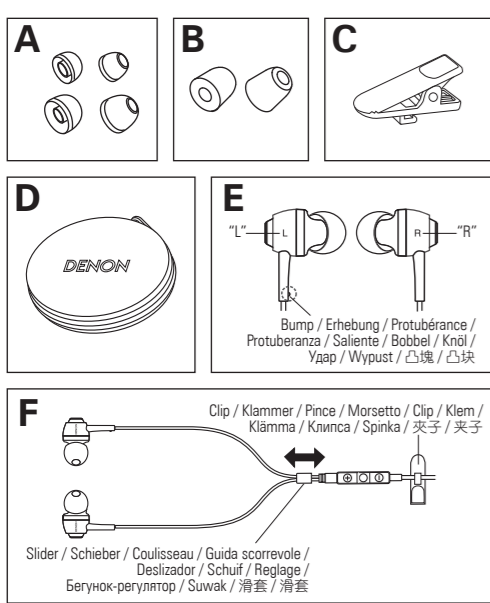 A
B
C
D
DENON
E
"L"
L
R
"R"
Bump / Erhebung / Protubérance /
Protuberanza / Saliente / Bobbel / Knöl /
Удар / Wypust / 凸塊 / 凸块
F
Clip / Klammer / Pince / Morsetto / Clip / Klem /
Klämma / Клипса / Spinka / 夾子 / 夹子
Slider / Schieber / Coulisseau / Guida scorrevole /
Deslizador / Schuif / Reglage /
Бегунок-регулятор / Suwak / 滑套 / 滑套